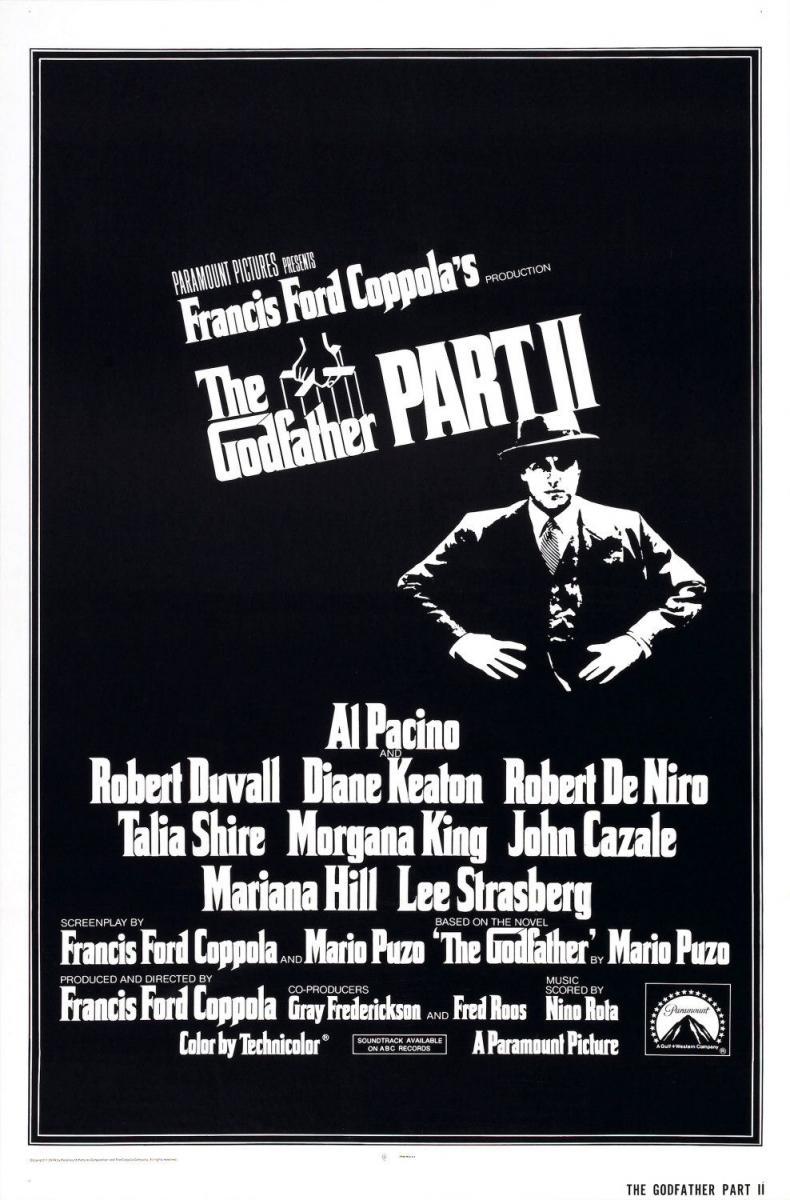 PARAMOUNT PICTURES PRESENTS
Francis Ford Coppola's PRODUCTION
The Godfather PART II
Al Pacino
AND
Robert Duvall Diane Keaton Robert De Niro
Talia Shire Morgana King John Cazale
Mariana Hill Lee Strasberg
SCREENPLAY BY BASED ON THE NOVEL
Francis Ford Coppola AND Mario Puzo 'The Godfather' BY Mario Puzo
PRODUCED AND DIRECTED BY CO-PRODUCERS MUSIC SCORED BY
Francis Ford Coppola Gray Frederickson AND Fred Roos Nino Rota
Color by Technicolor® SOUNDTRACK AVAILABLE ON ABC RECORDS A Paramount Picture
Paramount
A Gulf+Western Company
®
THE GODFATHER PART II